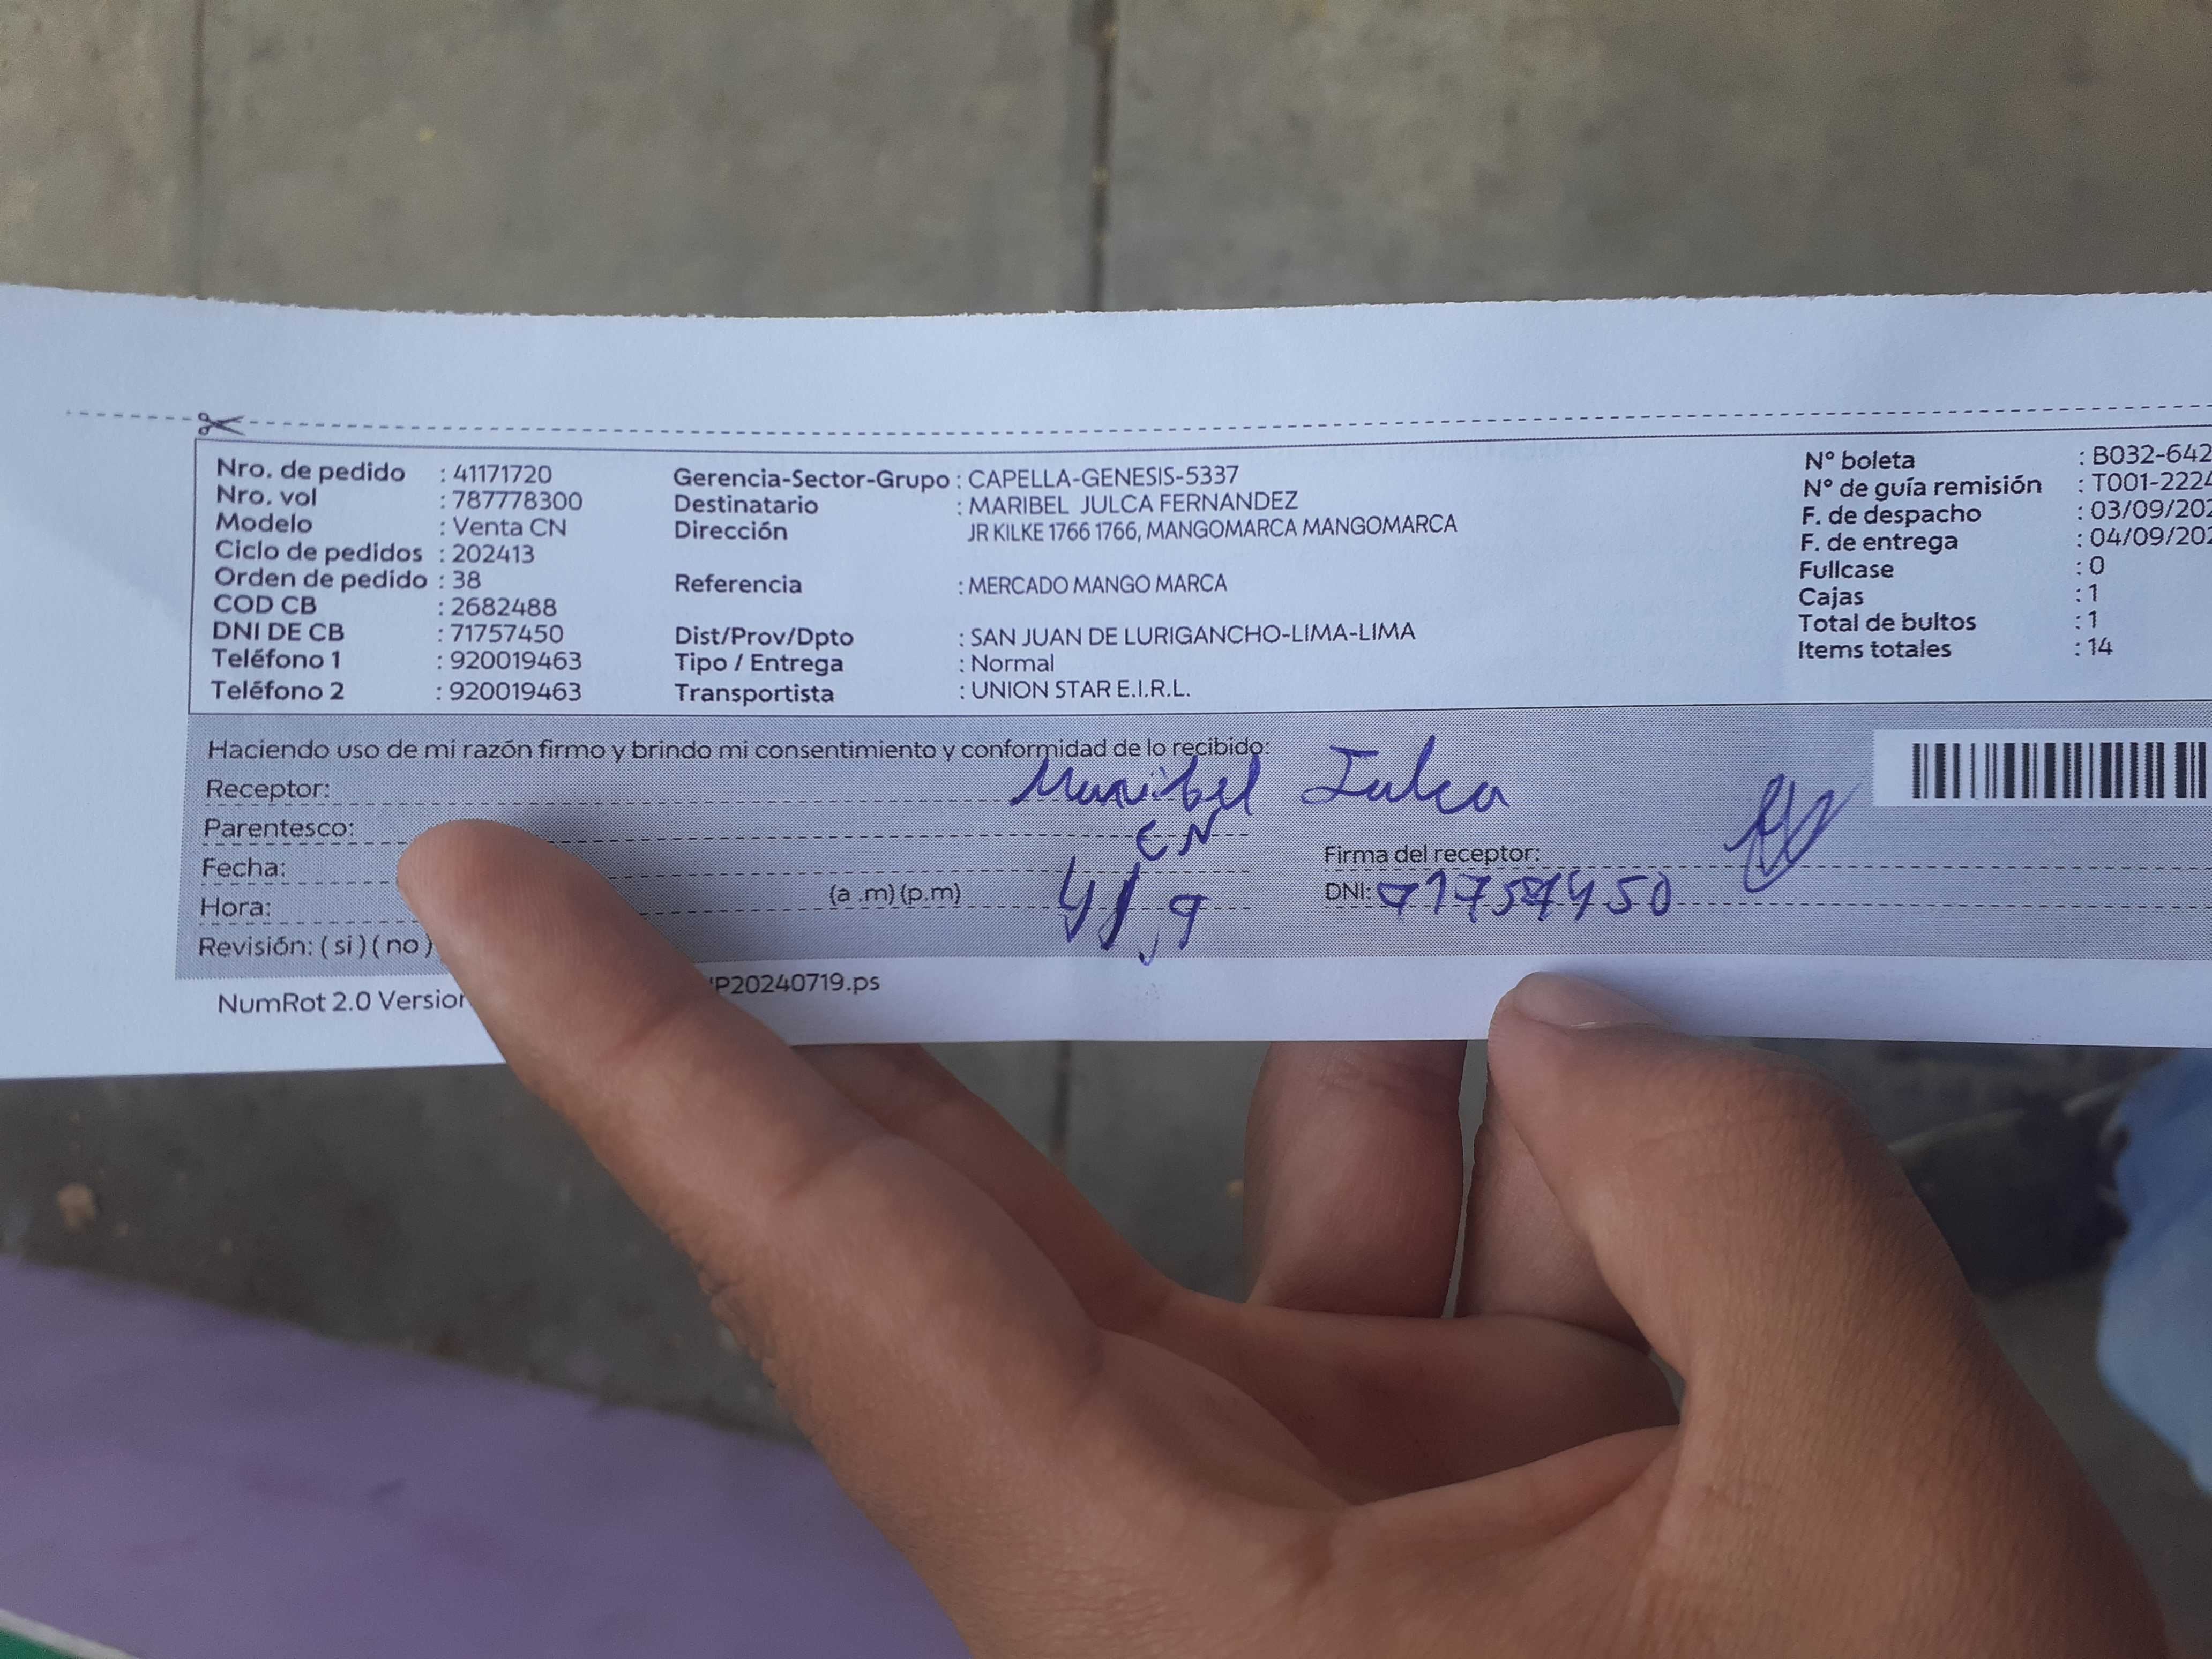 Nro. de pedido : 41171720
Nro. vol : 787778300
Modelo : Venta CN
Ciclo de pedidos : 202413
Orden de pedido : 38
COD CB : 2682488
DNI DE CB : 71757450
Teléfono 1 : 920019463
Teléfono 2 : 920019463
Gerencia-Sector-Grupo : CAPELLA-GENESIS-5337
Destinatario : MARIBEL JULCA FERNANDEZ
Dirección JR KILKE 1766 1766, MANGOMARCA MANGOMARCA
Referencia : MERCADO MANGO MARCA
Dist/Prov/Dpto : SAN JUAN DE LURIGANCHO-LIMA-LIMA
Tipo / Entrega : Normal
Transportista : UNION STAR E.I.R.L.
N° boleta : B032-642
N° de guía remisión : T001-2224
F. de despacho : 03/09/202
F. de entrega : 04/09/202
Fullcase : 0
Cajas : 1
Total de bultos : 1
Items totales : 14
Haciendo uso de mi razón firmo y brindo mi consentimiento y conformidad de lo recibido:
Receptor: Maribel Julca
Parentesco: CN
Fecha:
Hora: (a .m) (p.m)
Revisión: ( si ) ( no )
Firma del receptor:
DNI: 71757450
NumRot 2.0 Version
P20240719.ps